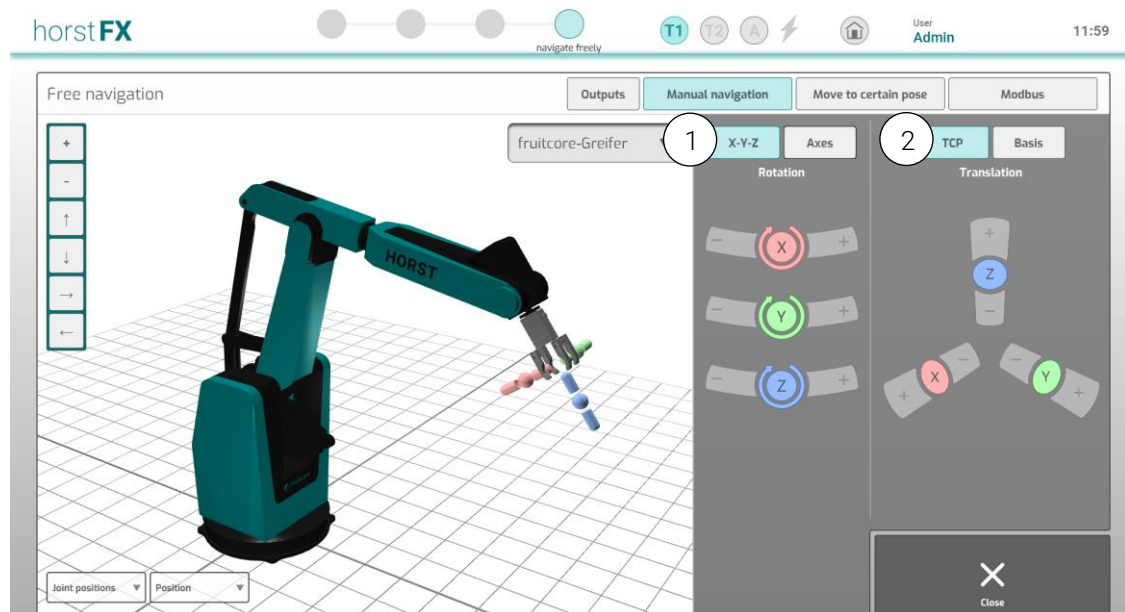 horstFX
T1
T2
A
User
Admin
11:59
navigate freely
Free navigation
Outputs
Manual navigation
Move to certain pose
Modbus
fruitcore-Greifer
1
X-Y-Z
Axes
2
TCP
Basis
Rotation
Translation
+
-
↑
↓
→
←
HORST
− X +
− Y +
− Z +
+
Z
−
+ X −
− Y +
Joint positions
Position
Close